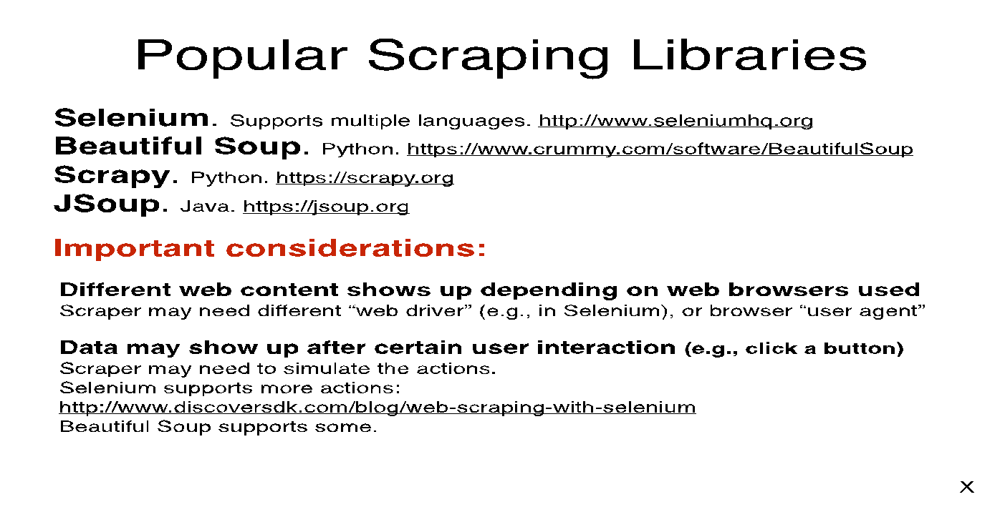 Popular Scraping Libraries
Selenium. Supports multiple languages. http://www.seleniumhq.org
Beautiful Soup. Python. https://www.crummy.com/software/BeautifulSoup
Scrapy. Python. https://scrapy.org
JSoup. Java. https://jsoup.org
Important considerations:
Different web content shows up depending on web browsers used
Scraper may need different “web driver” (e.g., in Selenium), or browser “user agent”
Data may show up after certain user interaction (e.g., click a button)
Scraper may need to simulate the actions.
Selenium supports more actions:
http://www.discoversdk.com/blog/web-scraping-with-selenium
Beautiful Soup supports some.
X